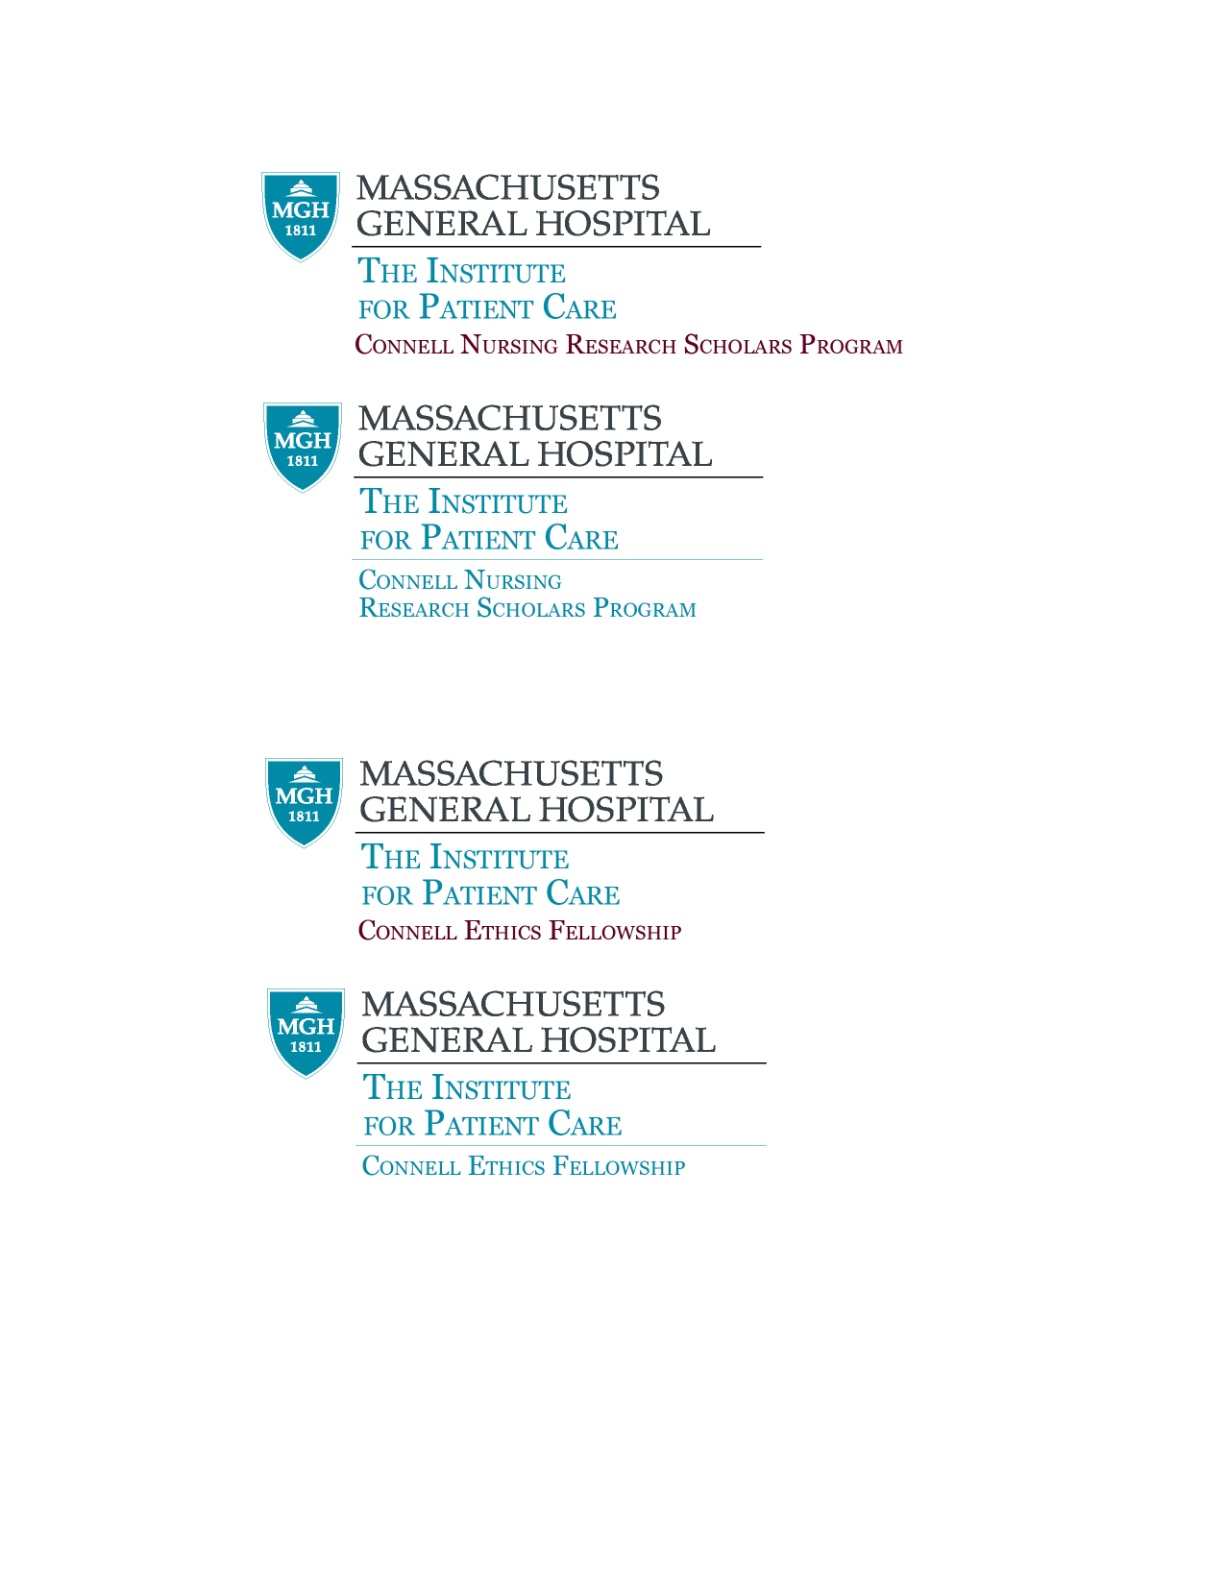 MGH
1811
MASSACHUSETTS
GENERAL HOSPITAL
THE INSTITUTE
FOR PATIENT CARE
CONNELL NURSING RESEARCH SCHOLARS PROGRAM
MGH
1811
MASSACHUSETTS
GENERAL HOSPITAL
THE INSTITUTE
FOR PATIENT CARE
CONNELL NURSING
RESEARCH SCHOLARS PROGRAM
MGH
1811
MASSACHUSETTS
GENERAL HOSPITAL
THE INSTITUTE
FOR PATIENT CARE
CONNELL ETHICS FELLOWSHIP
MGH
1811
MASSACHUSETTS
GENERAL HOSPITAL
THE INSTITUTE
FOR PATIENT CARE
CONNELL ETHICS FELLOWSHIP